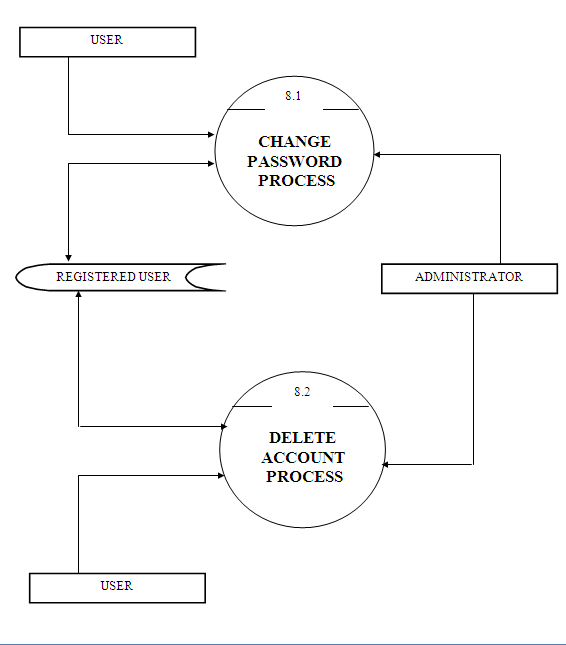 USER
8.1
CHANGE
PASSWORD
PROCESS
REGISTERED USER
ADMINISTRATOR
8.2
DELETE
ACCOUNT
PROCESS
USER